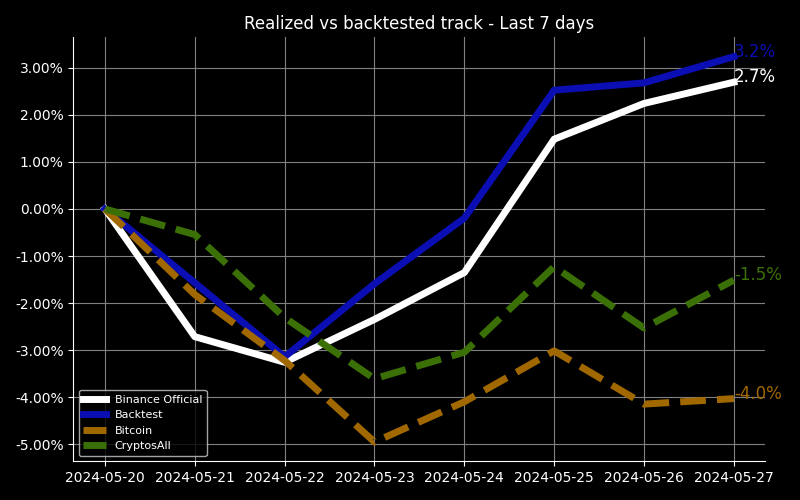 Realized vs backtested track - Last 7 days
3.00%
2.00%
1.00%
0.00%
-1.00%
-2.00%
-3.00%
-4.00%
-5.00%
3.2%
2.7%
-1.5%
-4.0%
Binance Official
Backtest
Bitcoin
CryptosAll
2024-05-20 2024-05-21 2024-05-22 2024-05-23 2024-05-24 2024-05-25 2024-05-26 2024-05-27